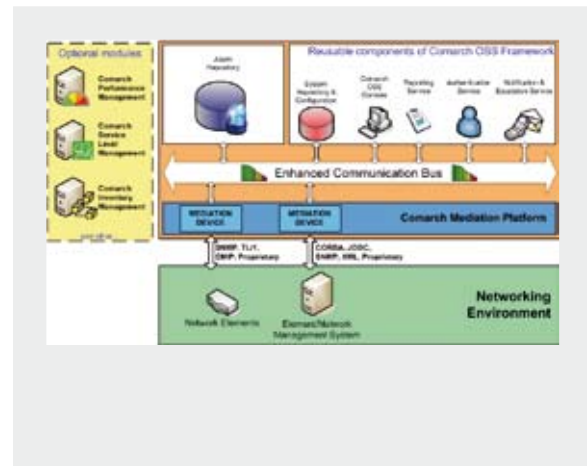 Optional modules
Comarch
Performance
Management
Comarch
Service
Level
Management
Comarch
Inventory
Management
Alarm
Repository
Reusable components of Comarch OSS Framework
System
Repository &
Configuration
Comarch
OSS
Console
Reporting
Service
Authentication
Service
Notification &
Escalation Service
Enhanced Communication Bus
MEDIATION
DEVICE
MEDIATION
DEVICE
Comarch Mediation Platform
SNMP, TL1,
CMIP, Proprietary
CORBA, JDBC,
SNMP, XML, Proprietary
Network Elements
Element/Network
Management System
Networking
Environment